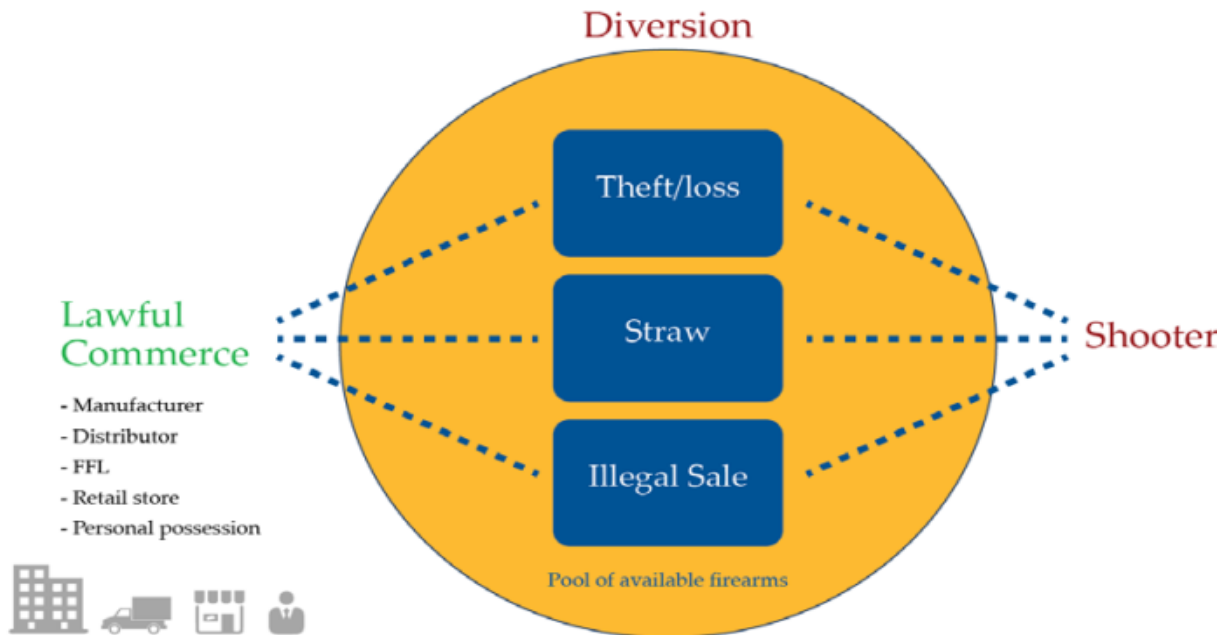 Diversion
Theft/loss
Straw
Illegal Sale
Pool of available firearms
Lawful
Commerce
- Manufacturer
- Distributor
- FFL
- Retail store
- Personal possession
Shooter